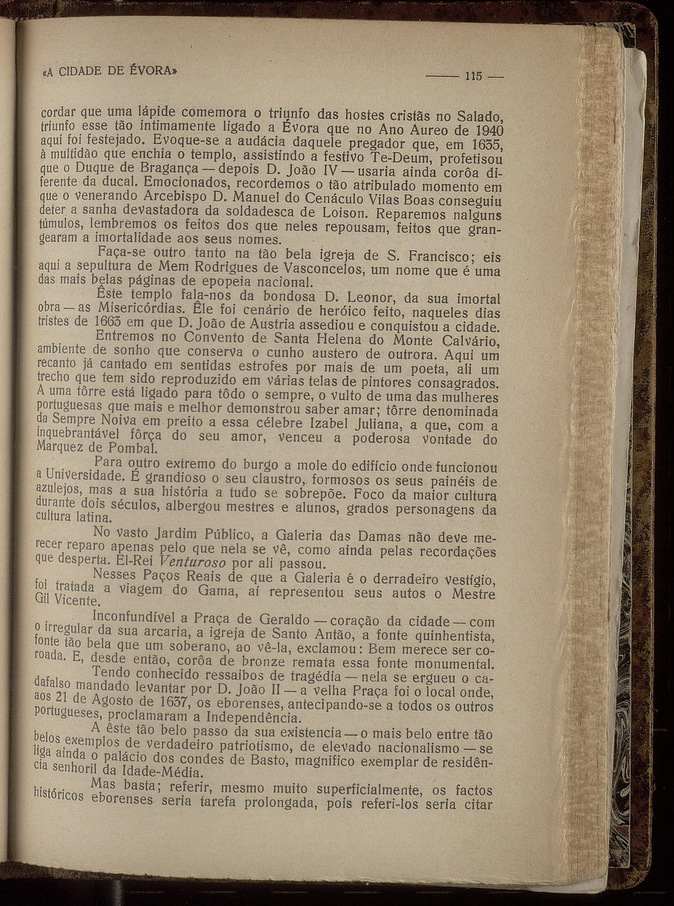 «A CIDADE DE ÉVORA» — 115 —
cordar que uma lápide comemora o triunfo das hostes cristãs no Salado,
triunfo esse tão intimamente ligado a Évora que no Ano Aureo de 1940
aqui foi festejado. Evoque-se a audácia daquele pregador que, em 1635,
à multidão que enchia o templo, assistindo a festivo Te-Deum, profetisou
que o Duque de Bragança — depois D. João IV — usaria ainda corôa di-
ferente da ducal. Emocionados, recordemos o tão atribulado momento em
que o venerando Arcebispo D. Manuel do Cenáculo Vilas Boas conseguiu
deter a sanha devastadora da soldadesca de Loison. Reparemos nalguns
túmulos, lembremos os feitos dos que neles repousam, feitos que gran-
gearam a imortalidade aos seus nomes.
Faça-se outro tanto na tão bela igreja de S. Francisco; eis
aqui a sepultura de Mem Rodrigues de Vasconcelos, um nome que é uma
das mais belas páginas de epopeia nacional.
Êste templo fala-nos da bondosa D. Leonor, da sua imortal
obra — as Misericórdias. Êle foi cenário de heróico feito, naqueles dias
tristes de 1663 em que D. João de Austria assediou e conquistou a cidade.
Entremos no Convento de Santa Helena do Monte Calvário,
ambiente de sonho que conserva o cunho austero de outrora. Aqui um
recanto já cantado em sentidas estrofes por mais de um poeta, ali um
trecho que tem sido reproduzido em várias telas de pintores consagrados.
A uma tôrre está ligado para tôdo o sempre, o vulto de uma das mulheres
portuguesas que mais e melhor demonstrou saber amar; tôrre denominada
da Sempre Noiva em preito a essa célebre Izabel Juliana, a que, com a
inquebrantável fôrça do seu amor, venceu a poderosa vontade do
Marquez de Pombal.
Para outro extremo do burgo a mole do edifício onde funcionou
a Universidade. É grandioso o seu claustro, formosos os seus painéis de
azulejos, mas a sua história a tudo se sobrepõe. Foco da maior cultura
durante dois séculos, albergou mestres e alunos, grados personagens da
cultura latina.
No vasto Jardim Público, a Galeria das Damas não deve me-
recer reparo apenas pelo que nela se vê, como ainda pelas recordações
que desperta. El-Rei Venturoso por ali passou.
Nesses Paços Reais de que a Galeria é o derradeiro vestígio,
foi tratada a viagem do Gama, aí representou seus autos o Mestre
Gil Vicente.
Inconfundível a Praça de Geraldo — coração da cidade — com
o irregular da sua arcaria, a igreja de Santo Antão, a fonte quinhentista,
fonte tão bela que um soberano, ao vê-la, exclamou: Bem merece ser co-
roada. E, desde então, corôa de bronze remata essa fonte monumental.
Tendo conhecido ressaibos de tragédia — nela se ergueu o ca-
dafalso mandado levantar por D. João II — a velha Praça foi o local onde,
aos 21 de Agosto de 1637, os eborenses, antecipando-se a todos os outros
portugueses, proclamaram a Independência.
A êste tão belo passo da sua existencia — o mais belo entre tão
belos exemplos de verdadeiro patriotismo, de elevado nacionalismo — se
liga ainda o palácio dos condes de Basto, magnífico exemplar de residên-
cia senhoril da Idade-Média.
Mas basta; referir, mesmo muito superficialmente, os factos
históricos eborenses seria tarefa prolongada, pois referi-los seria citar